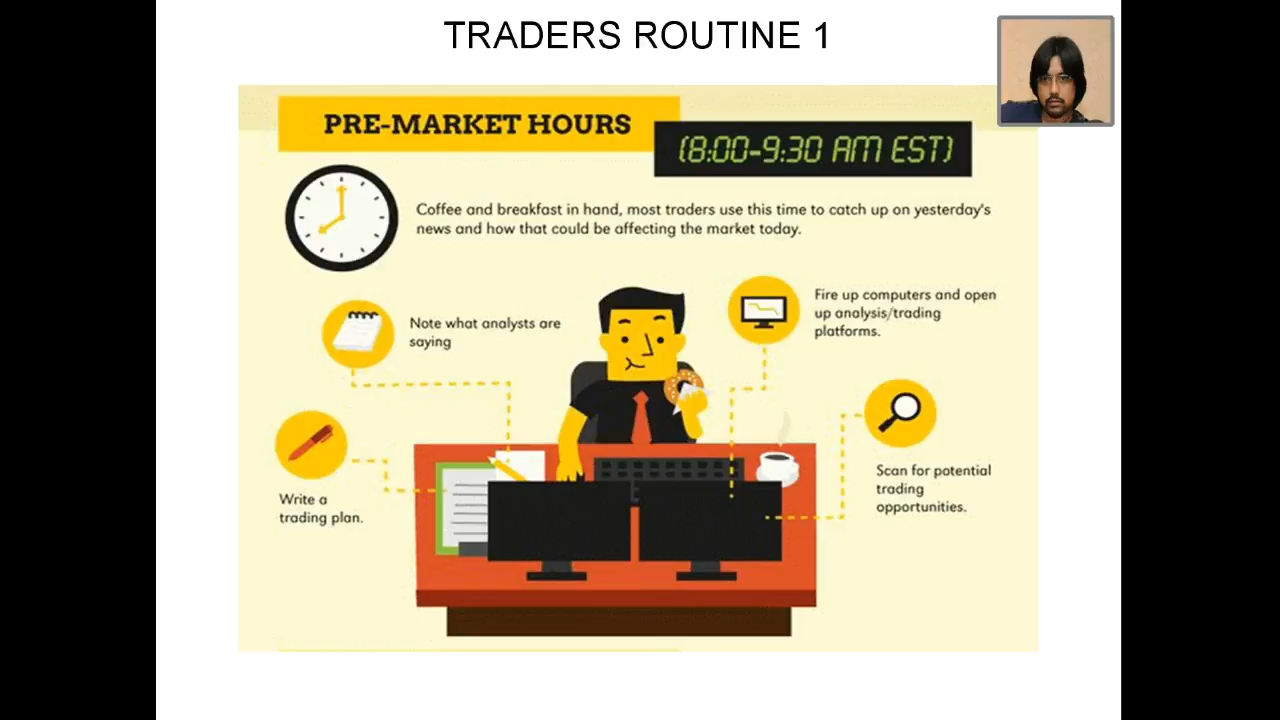 TRADERS ROUTINE 1
PRE-MARKET HOURS
(8:00-9:30 AM EST)
Coffee and breakfast in hand, most traders use this time to catch up on yesterday's
news and how that could be affecting the market today.
Note what analysts are
saying
Fire up computers and open
up analysis/trading
platforms.
Write a
trading plan.
Scan for potential
trading
opportunities.